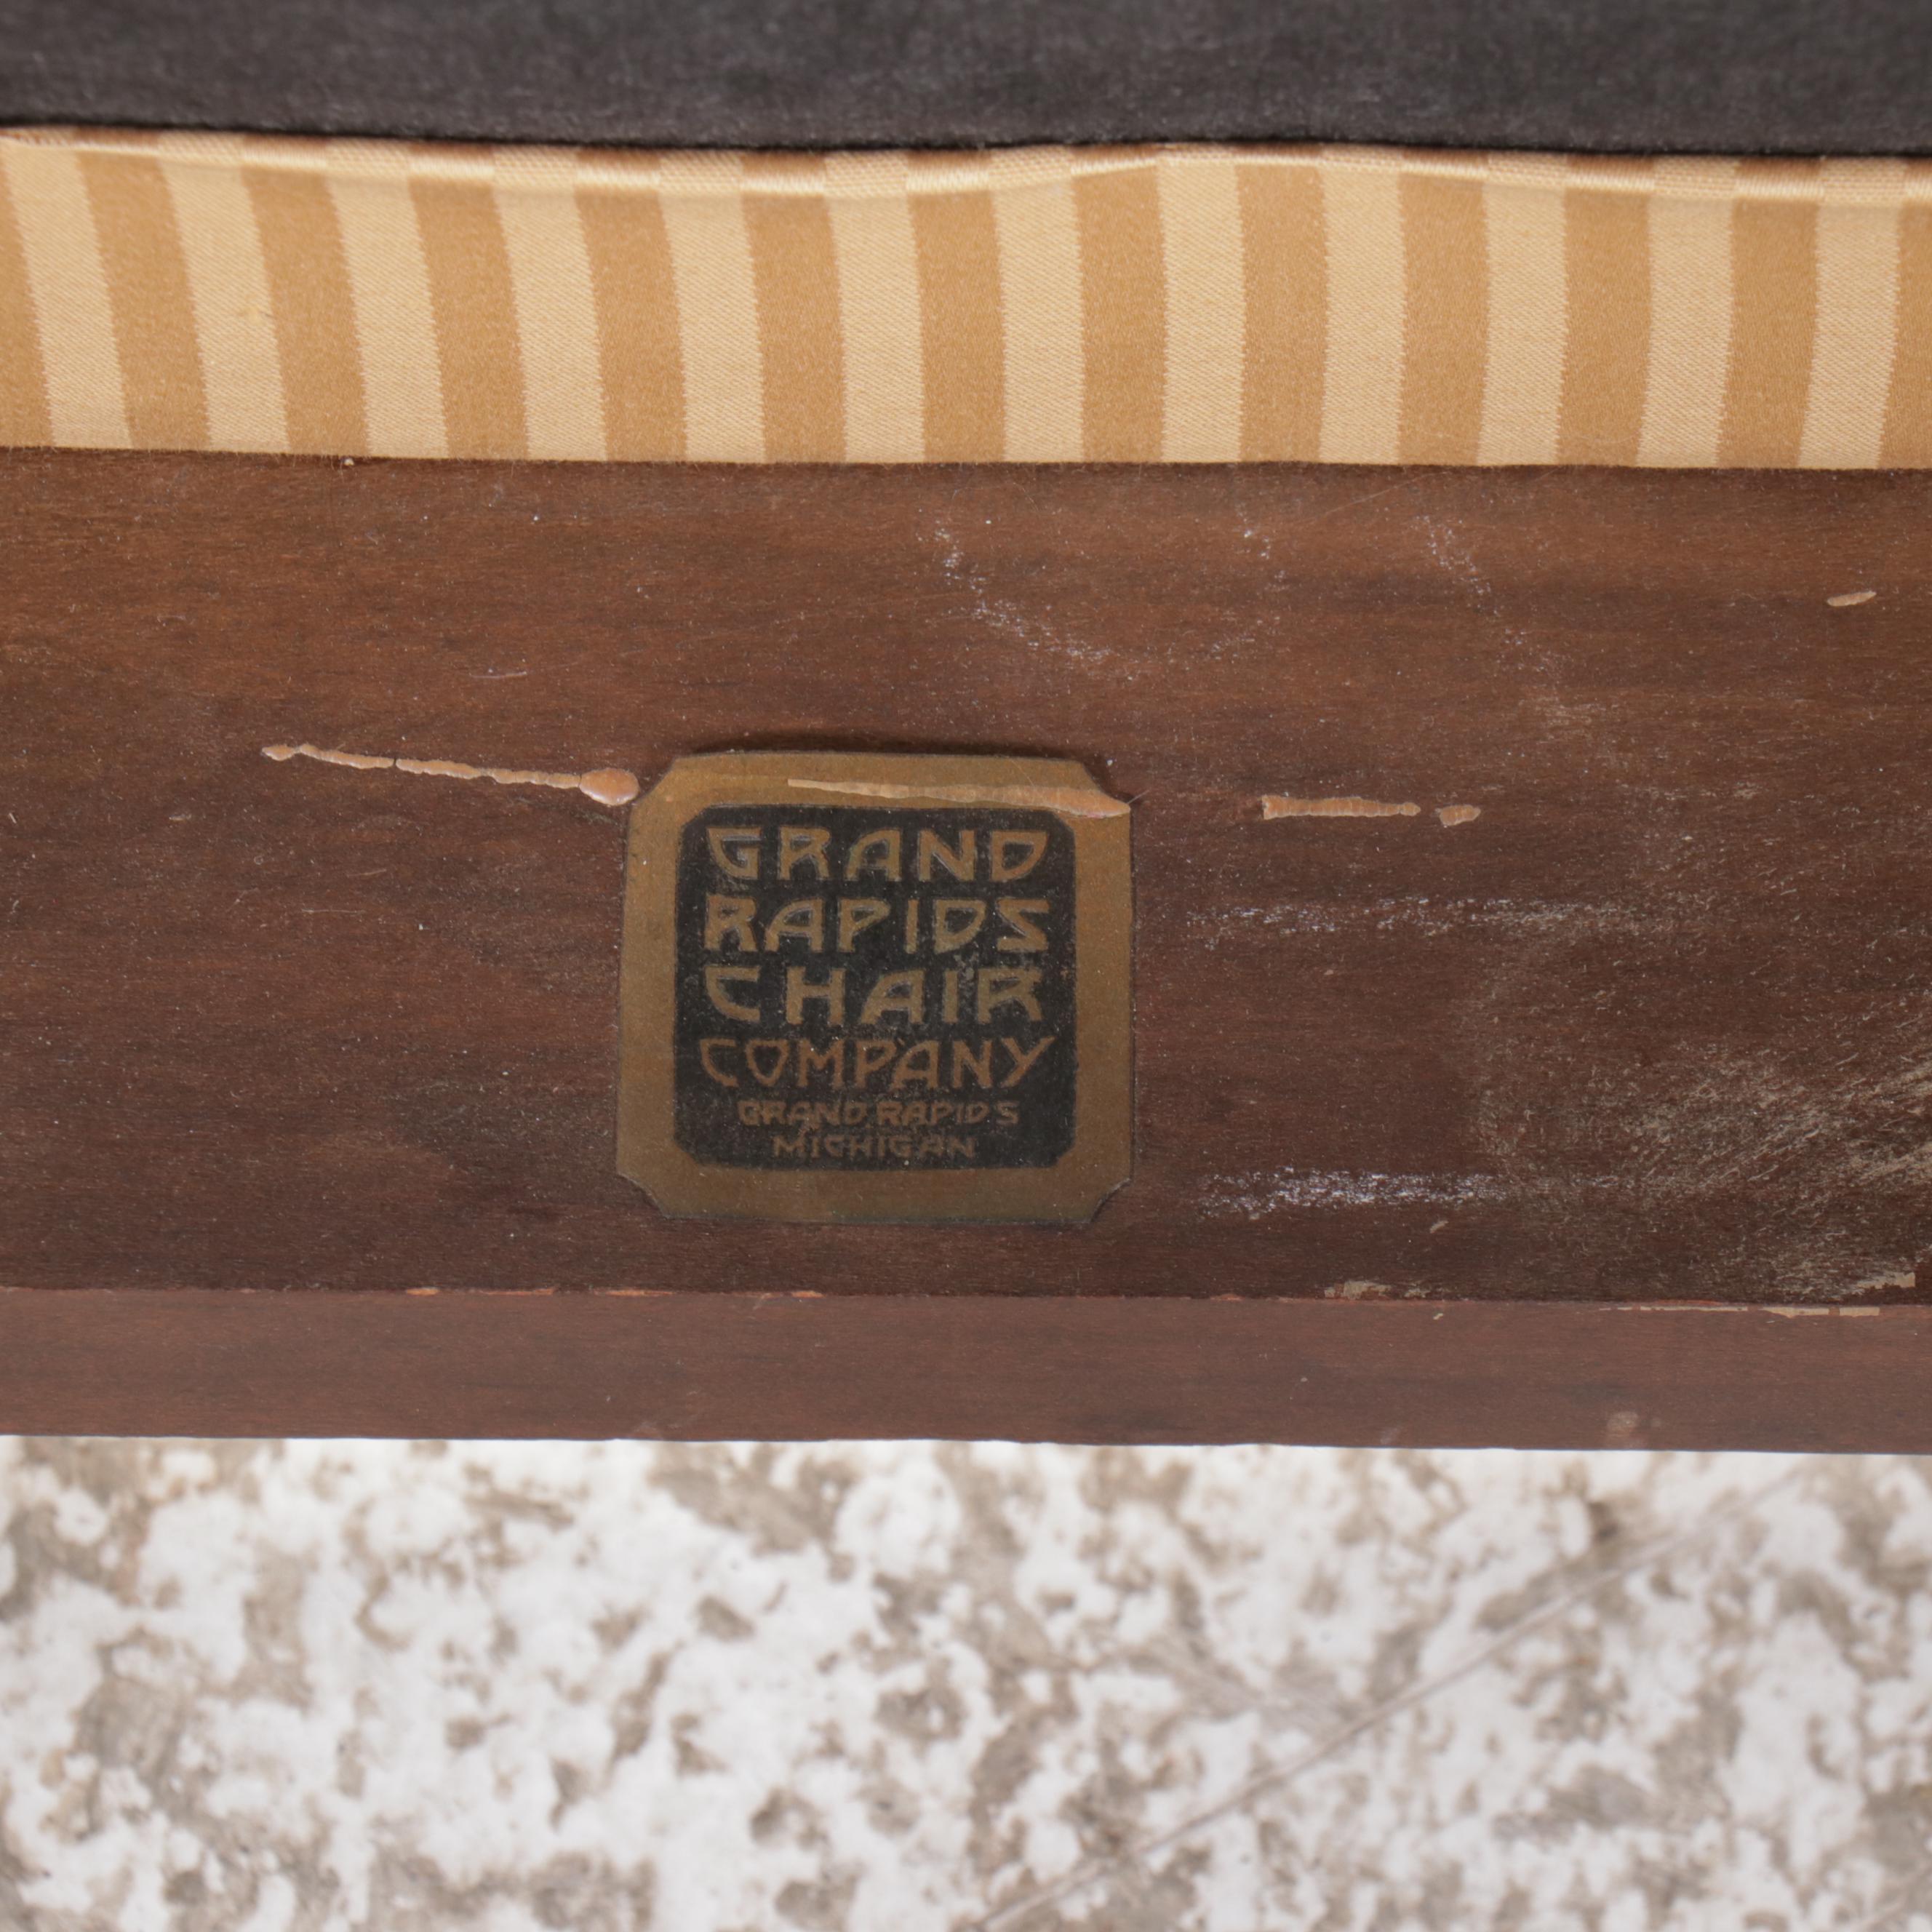 GRAND
RAPIDS
CHAIR
COMPANY
GRAND RAPIDS
MICHIGAN